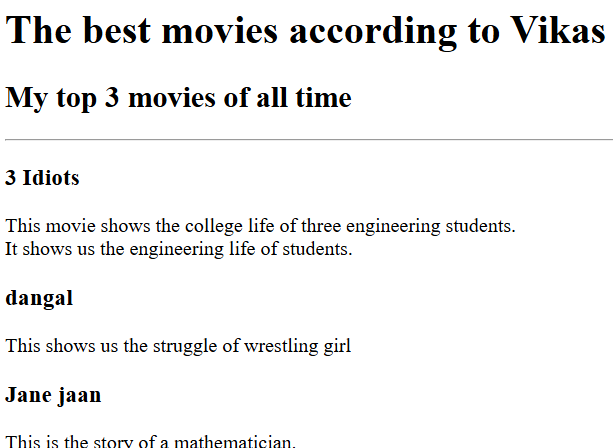 The best movies according to Vikas
My top 3 movies of all time
3 Idiots
This movie shows the college life of three engineering students.
It shows us the engineering life of students.
dangal
This shows us the struggle of wrestling girl
Jane jaan
This is the story of a mathematician.